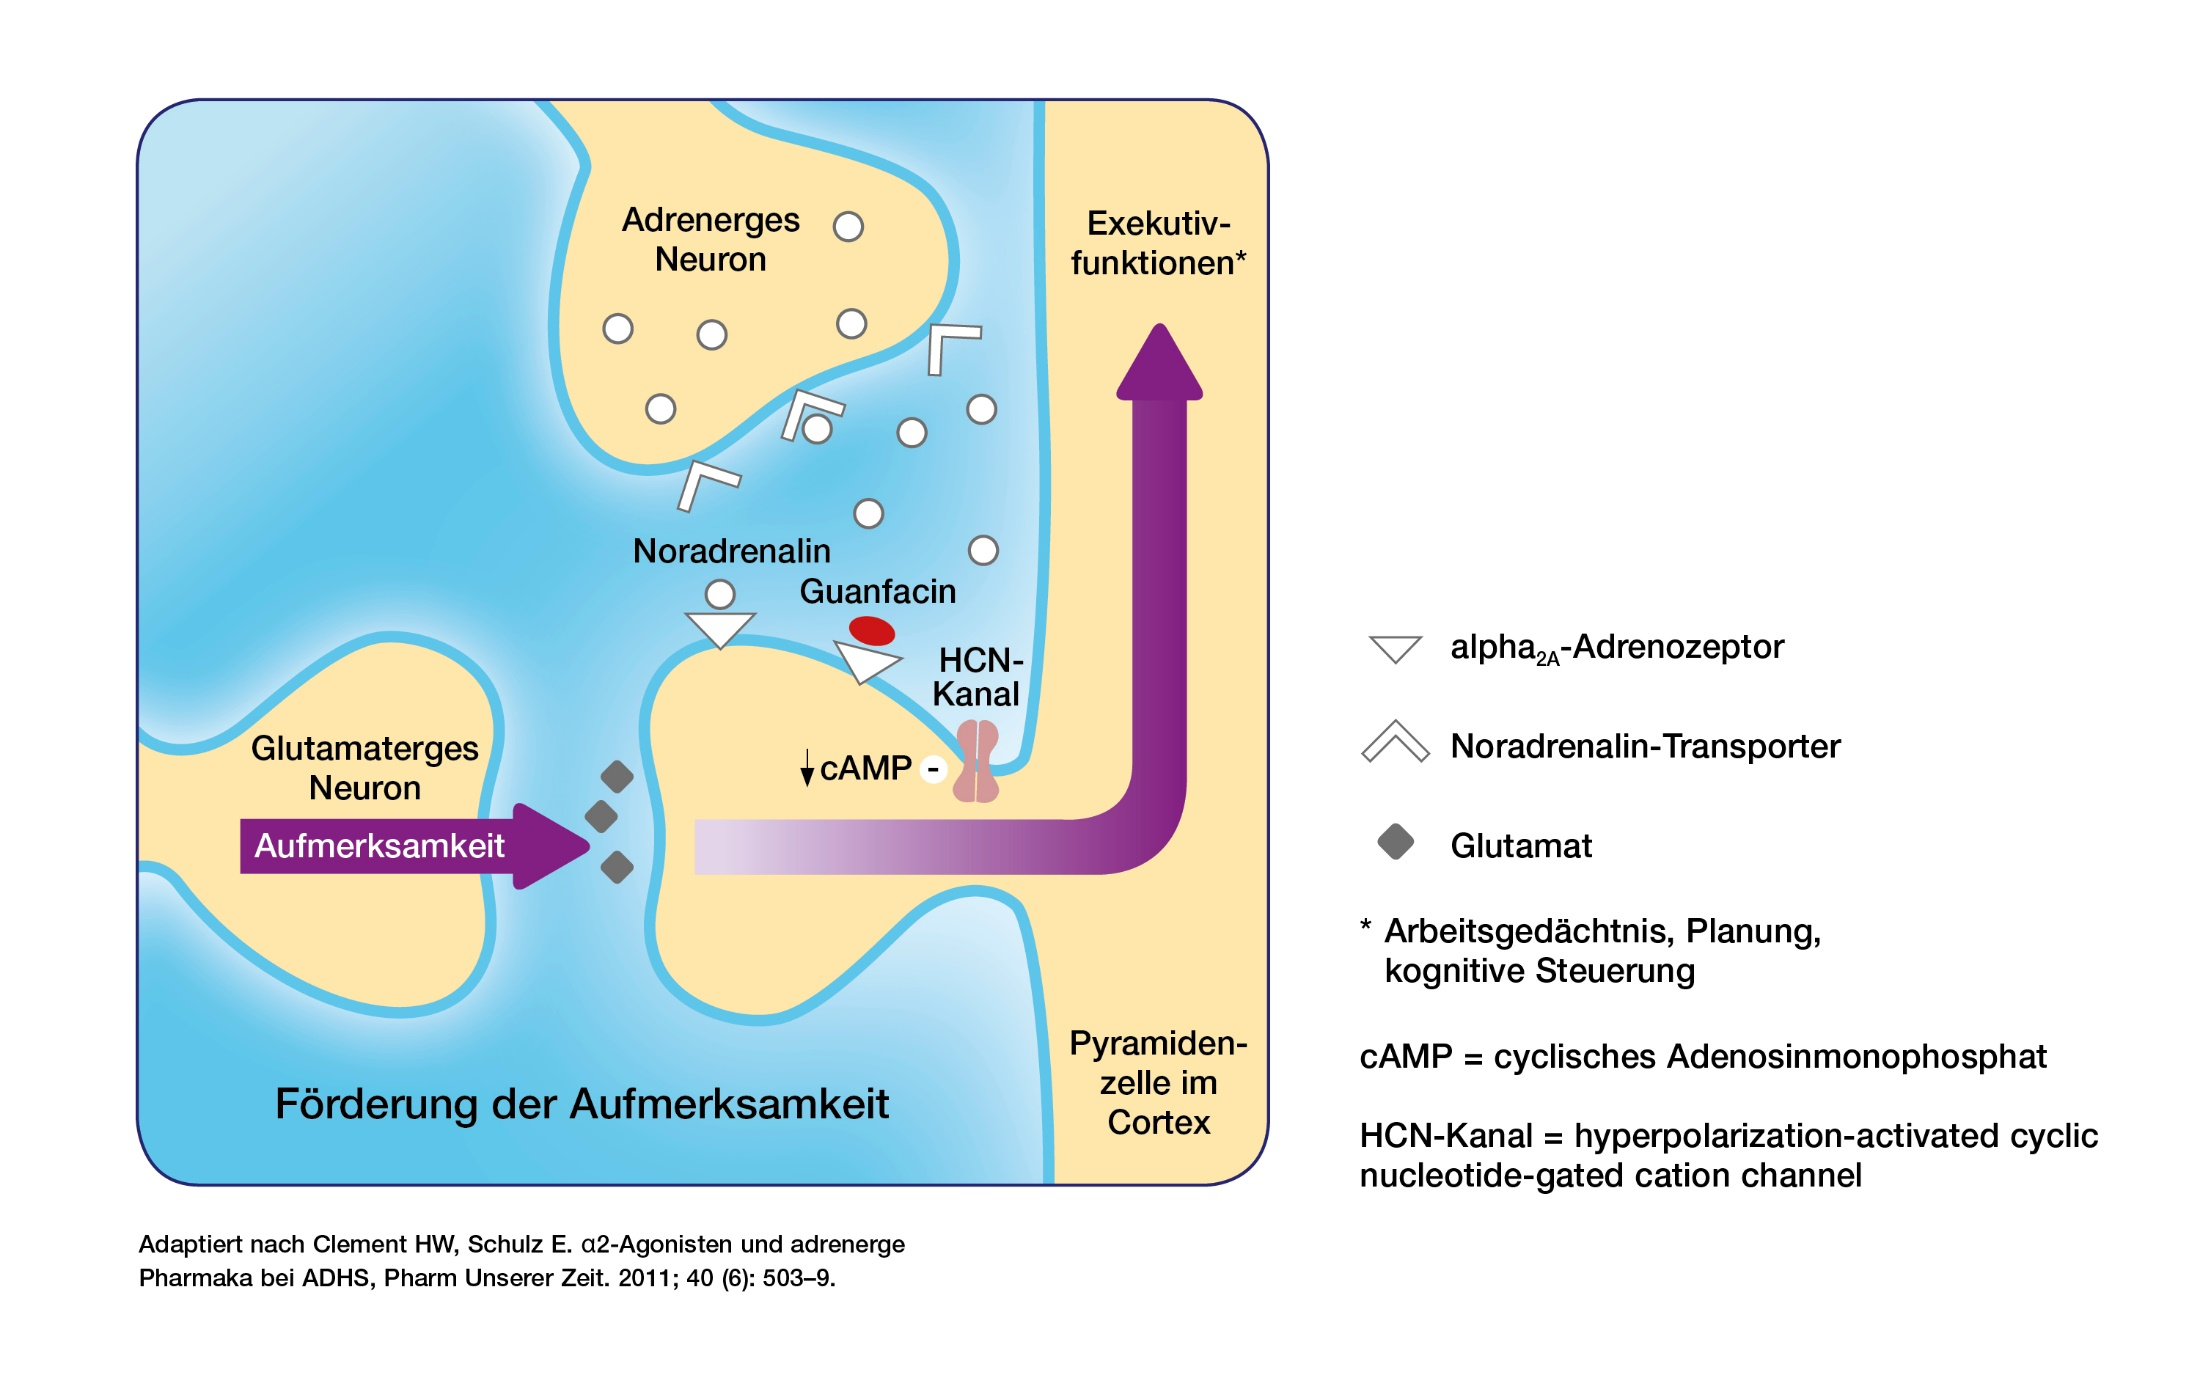 Adrenerges
Neuron
Exekutiv-
funktionen*
Noradrenalin
Guanfacin
HCN-
Kanal
Glutamaterges
Neuron
↓ cAMP -
Aufmerksamkeit
Förderung der Aufmerksamkeit
Pyramiden-
zelle im
Cortex
alpha2A-Adrenozeptor
Noradrenalin-Transporter
Glutamat
* Arbeitsgedächtnis, Planung,
kognitive Steuerung
cAMP = cyclisches Adenosinmonophosphat
HCN-Kanal = hyperpolarization-activated cyclic
nucleotide-gated cation channel
Adaptiert nach Clement HW, Schulz E. α2-Agonisten und adrenerge
Pharmaka bei ADHS, Pharm Unserer Zeit. 2011; 40 (6): 503–9.